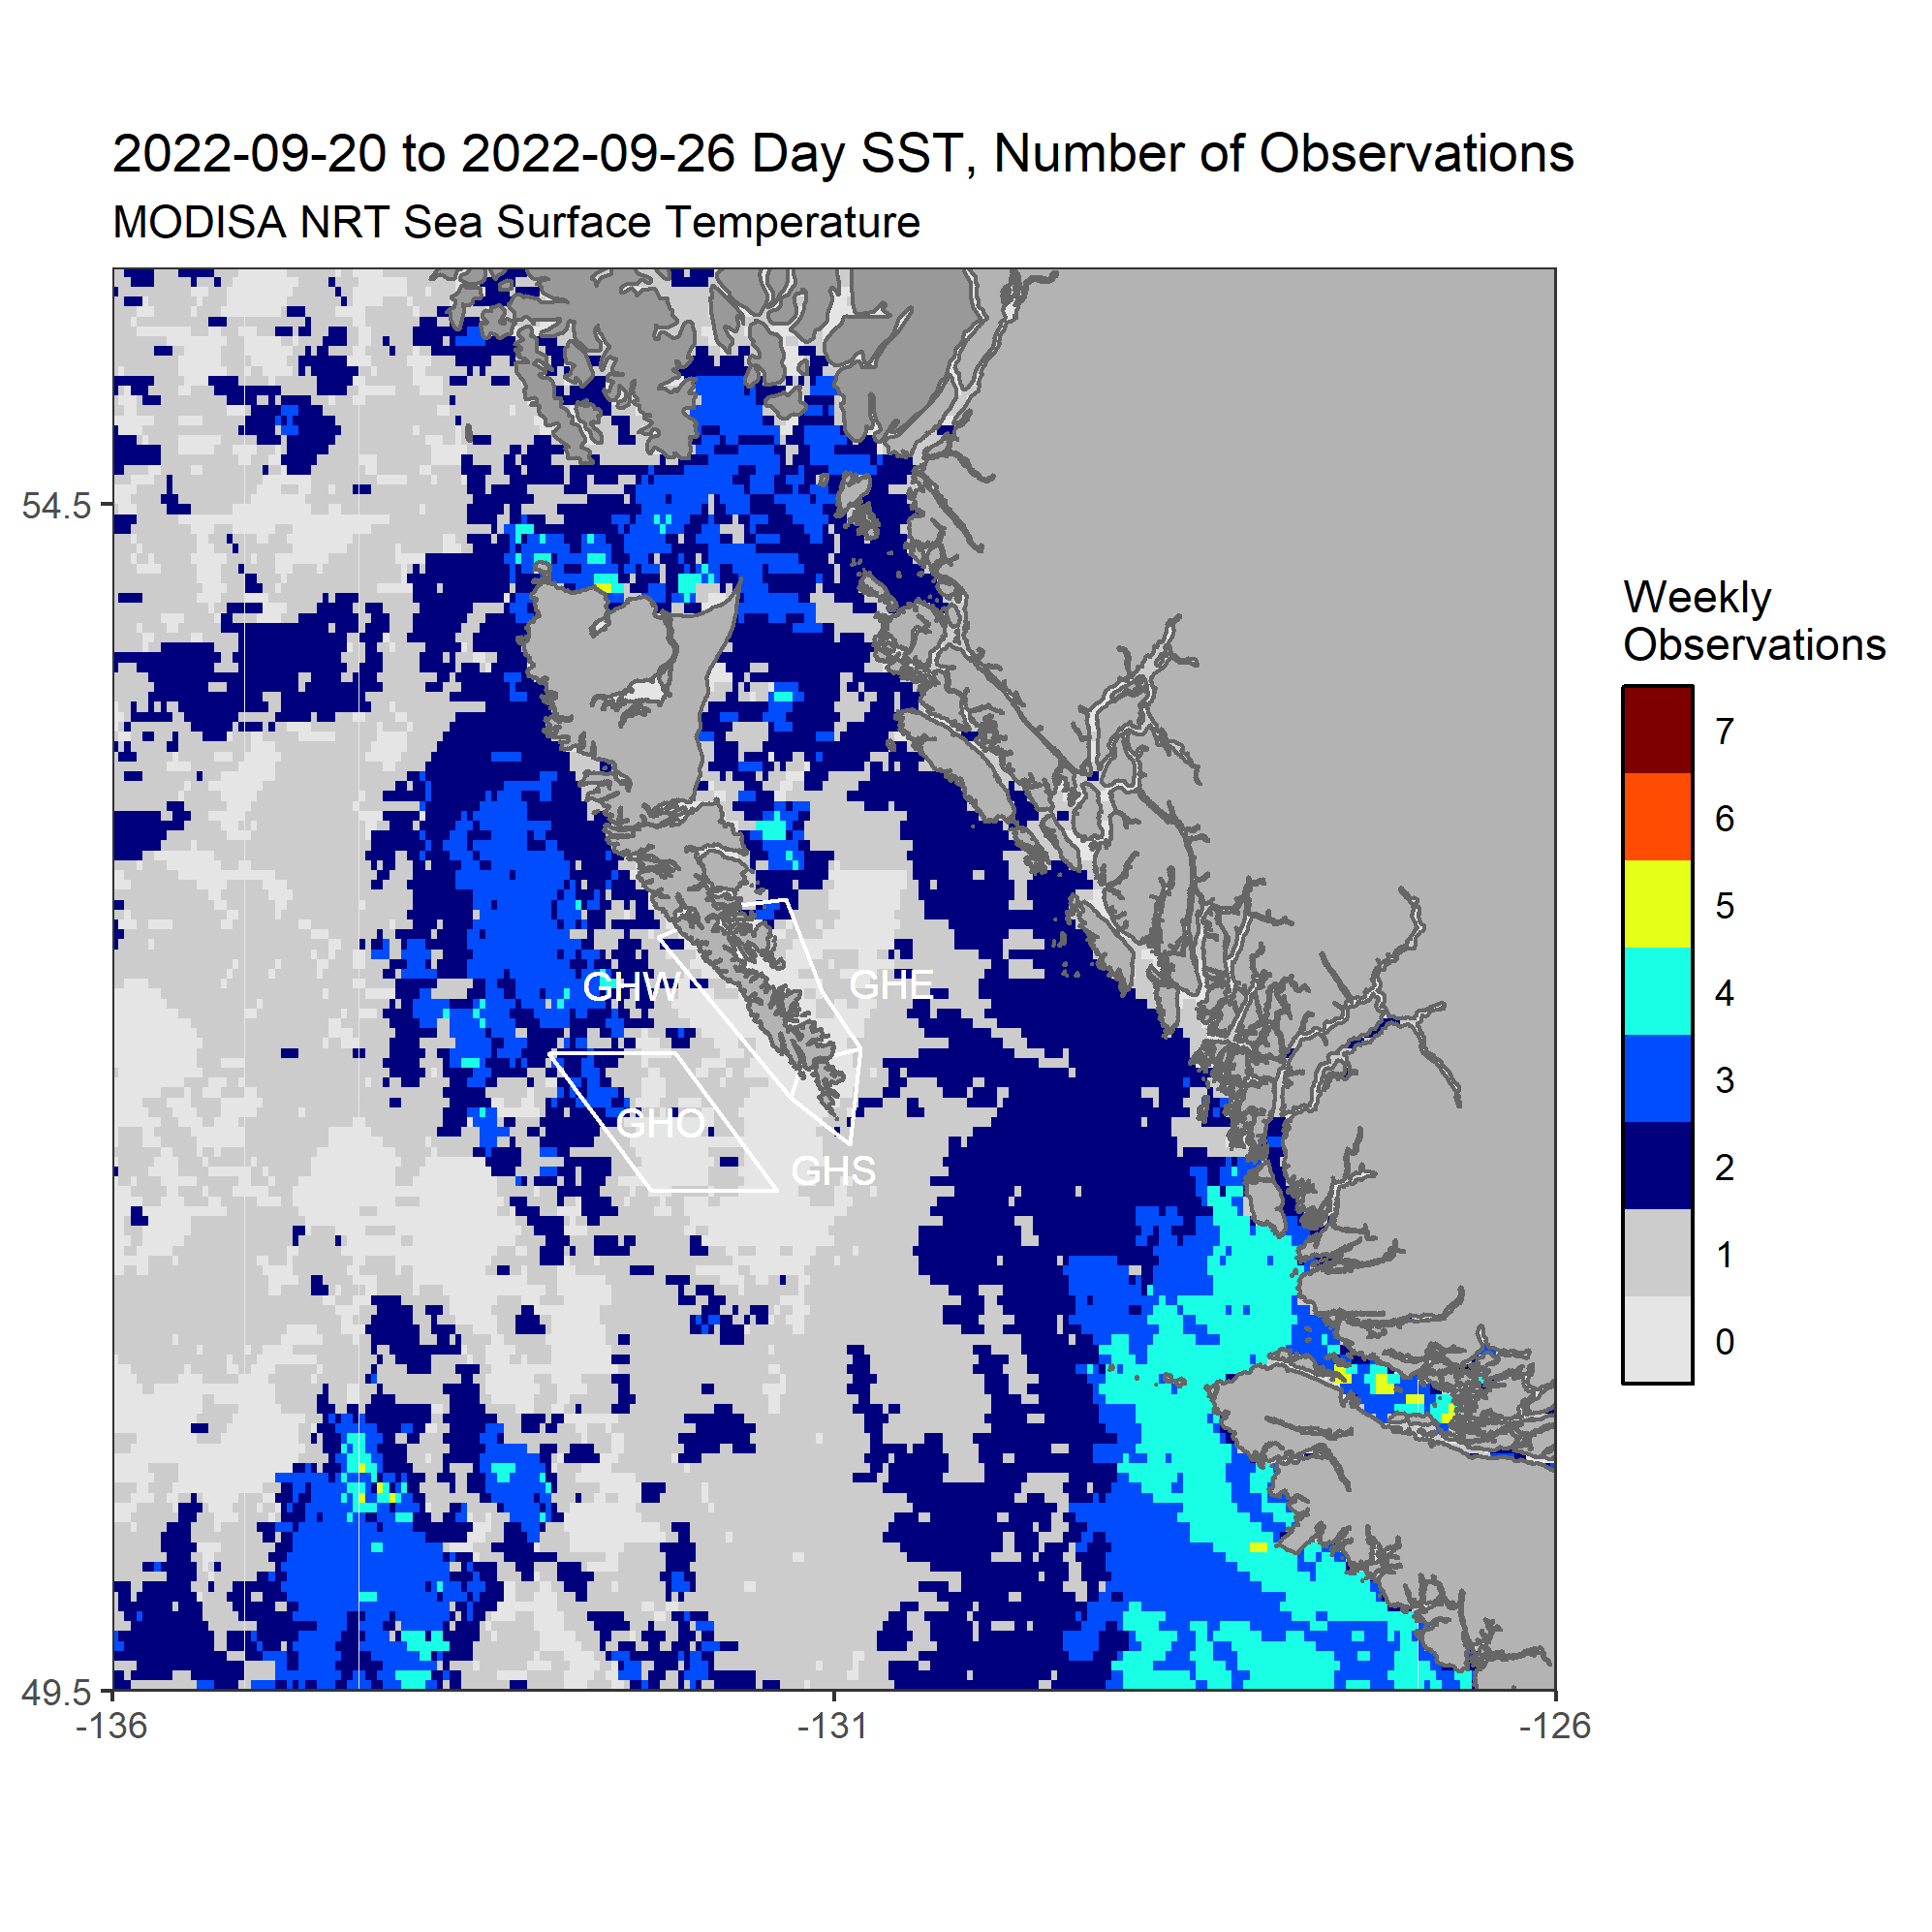 2022-09-20 to 2022-09-26 Day SST, Number of Observations
MODISA NRT Sea Surface Temperature
54.5
49.5
-136
-131
-126
GHW
GHE
GHO
GHS
Weekly
Observations
7
6
5
4
3
2
1
0